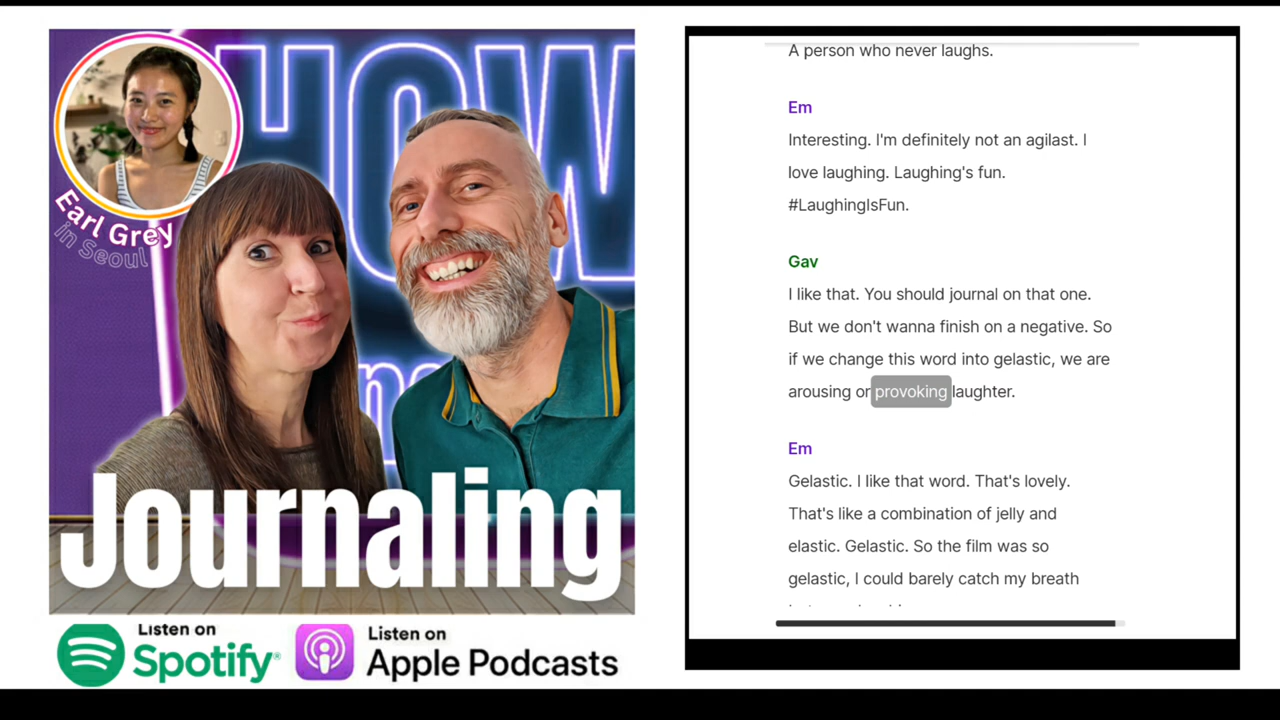 HOW
Earl Grey
in Seoul
Journaling
Listen on
Spotify
Listen on
Apple Podcasts
A person who never laughs.
Em
Interesting. I'm definitely not an agilast. I
love laughing. Laughing's fun.
#LaughingIsFun.
Gav
I like that. You should journal on that one.
But we don't wanna finish on a negative. So
if we change this word into gelastic, we are
arousing or provoking laughter.
Em
Gelastic. I like that word. That's lovely.
That's like a combination of jelly and
elastic. Gelastic. So the film was so
gelastic, I could barely catch my breath